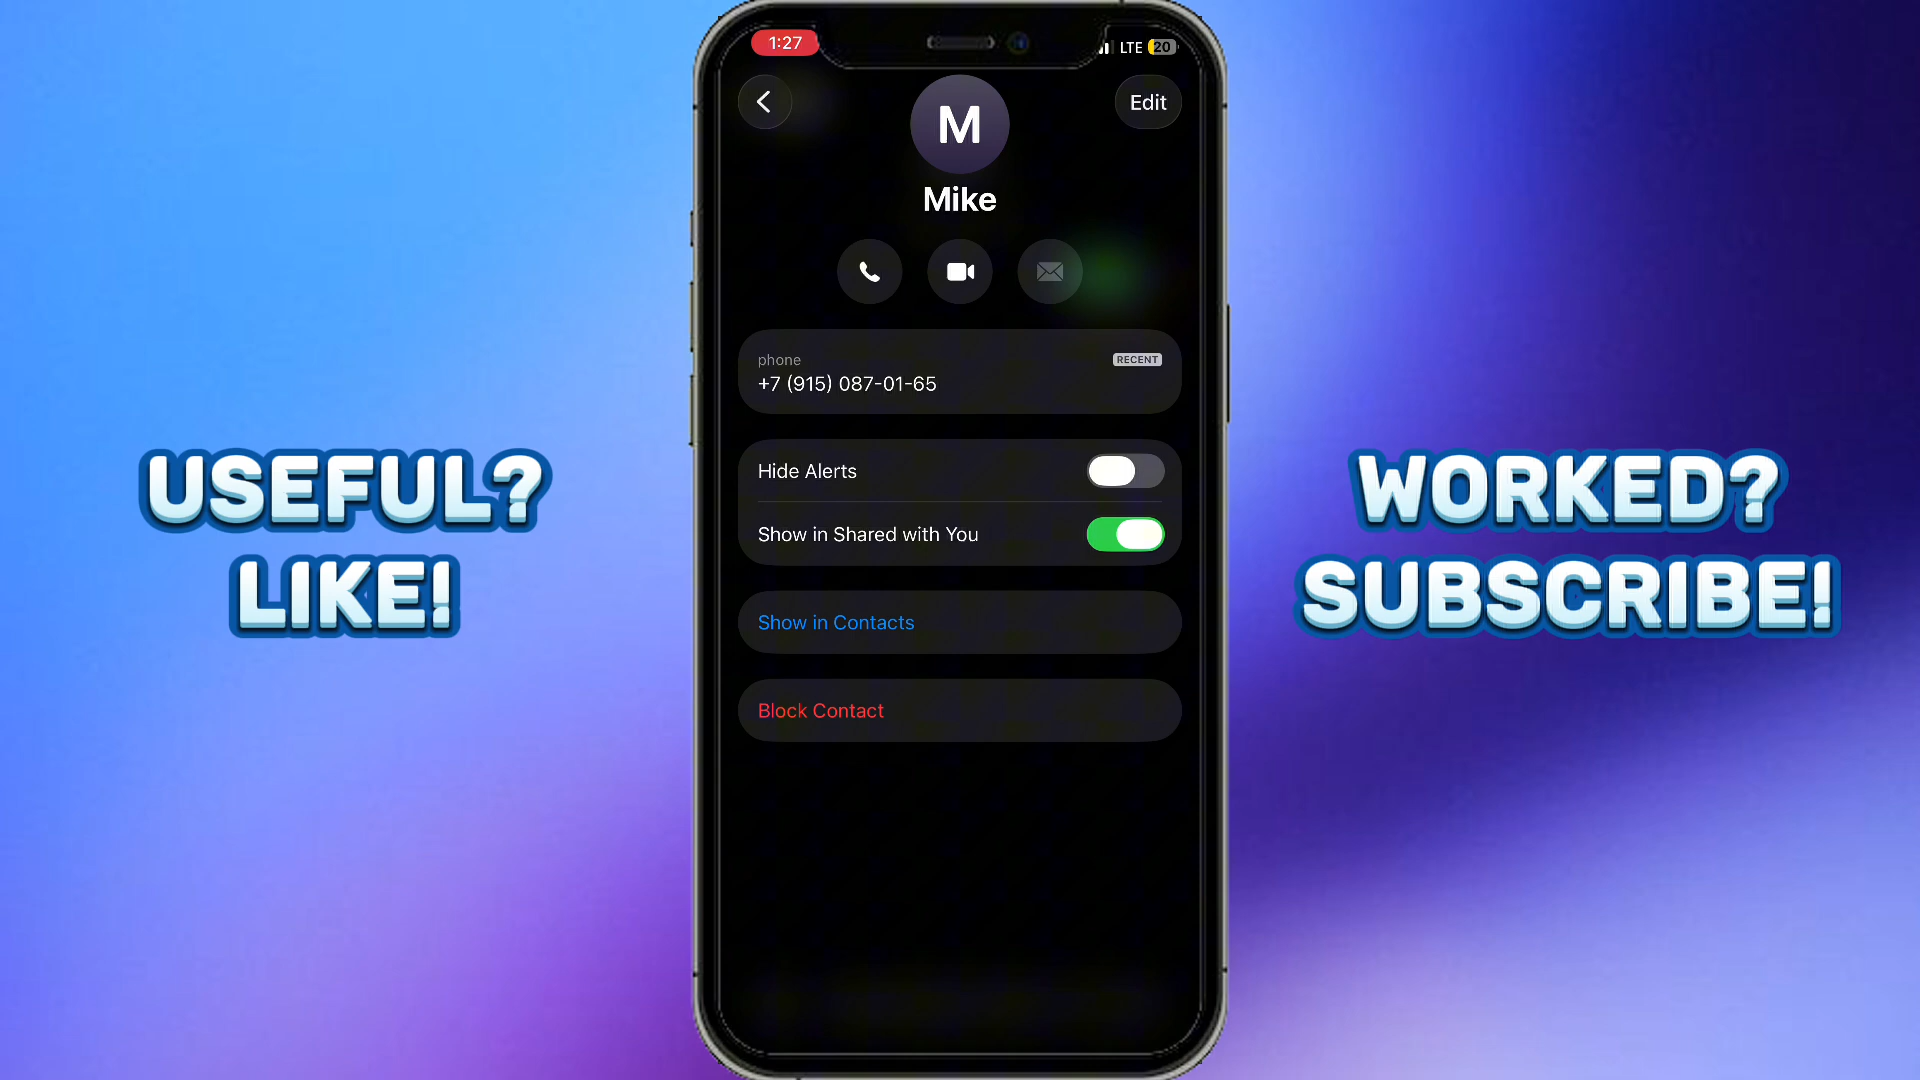 1:27
LTE 20
Edit
M
Mike
phone
RECENT
+7 (915) 087-01-65
Hide Alerts
Show in Shared with You
Show in Contacts
Block Contact
USEFUL?
LIKE!
WORKED?
SUBSCRIBE!